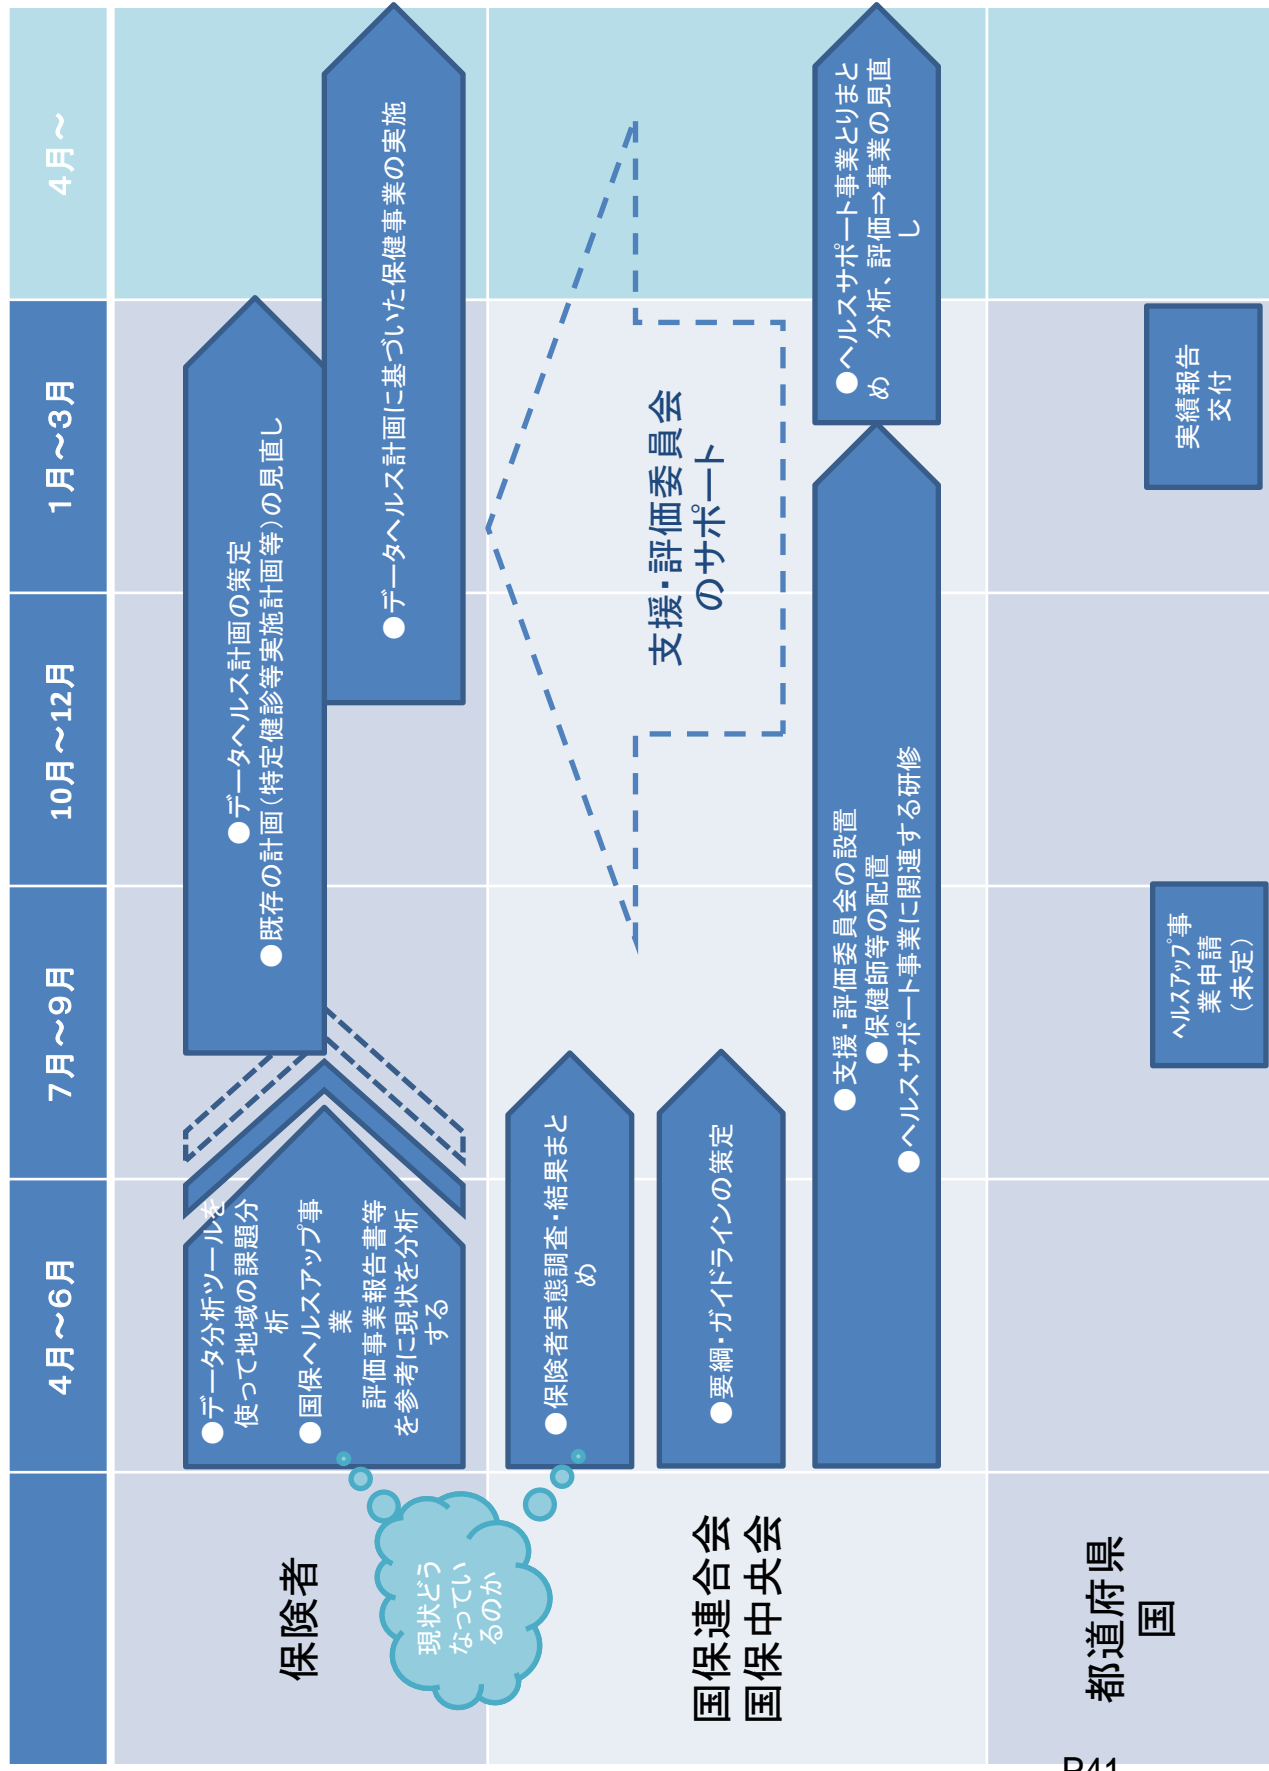 4月～6月
7月～9月
10月～12月
1月～3月
4月～
保険者
●データ分析ツールを
使って地域の課題分
析
●国保ヘルスアップ事
業
評価事業報告書等
を参考に現状を分析
する
●データヘルス計画の策定
●既存の計画（特定健診等実施計画等）の見直し
●データヘルス計画に基づいた保健事業の実施
現状どう
なってい
るのか
国保連合会
国保中央会
●保険者実態調査・結果まと
め
●要綱・ガイドラインの策定
支援・評価委員会
のサポート
●支援・評価委員会の設置
●保健師等の配置
●ヘルスサポート事業に関連する研修
●ヘルスサポート事業とりまと
め　分析、評価⇒事業の見直
し
都道府県
国
ヘルスアップ事
業申請
（未定）
実績報告
交付
P41